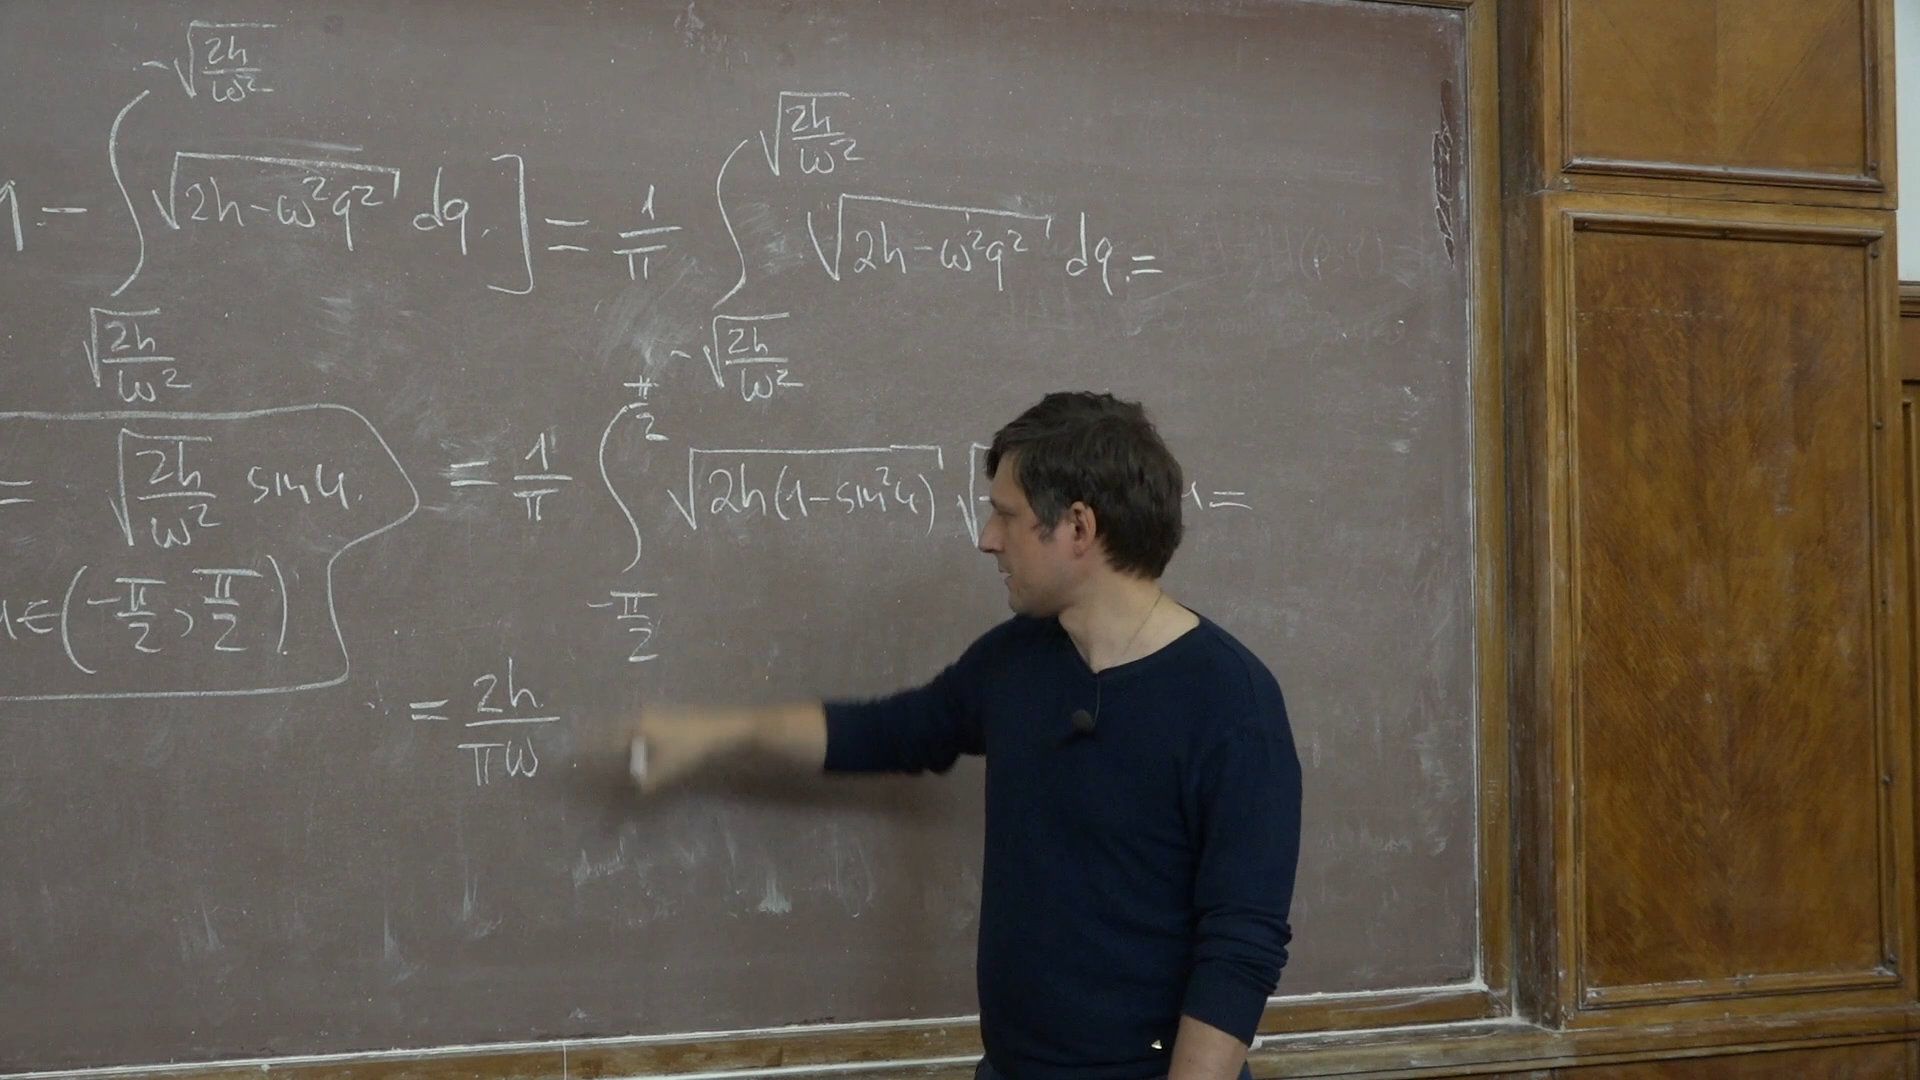 q - ∫_{√(2h/ω²)}^{-√(2h/ω²)} √(2h-ω²q²) dq ] = 1/π ∫_{-√(2h/ω²)}^{√(2h/ω²)} √(2h-ω²q²) dq =
= √(2h/ω²) sin u = 1/π ∫_{-π/2}^{π/2} √(2h(1-sin²u)) √ u =
u ∈ (-π/2, π/2)
= 2h/πω